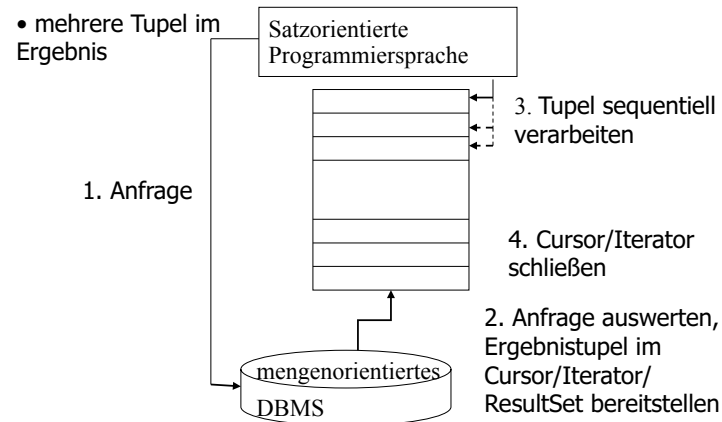 • mehrere Tupel im
Ergebnis
Satzorientierte
Programmiersprache
3. Tupel sequentiell
verarbeiten
1. Anfrage
4. Cursor/Iterator
schließen
2. Anfrage auswerten,
Ergebnistupel im
Cursor/Iterator/
ResultSet bereitstellen
mengenorientiertes
DBMS